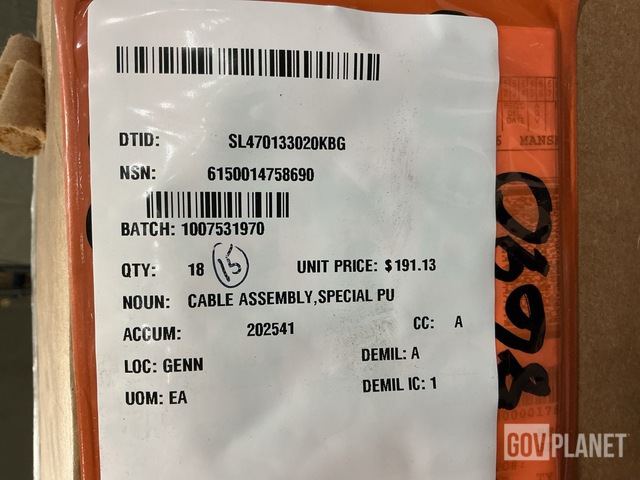 DTID: SL470133020KBG
NSN: 6150014758690
BATCH: 1007531970
QTY: 18 15 UNIT PRICE: $191.13
NOUN: CABLE ASSEMBLY,SPECIAL PU
ACCUM: 202541 CC: A
LOC: GENN DEMIL: A
UOM: EA DEMIL IC: 1
MANS
GOVPLANET